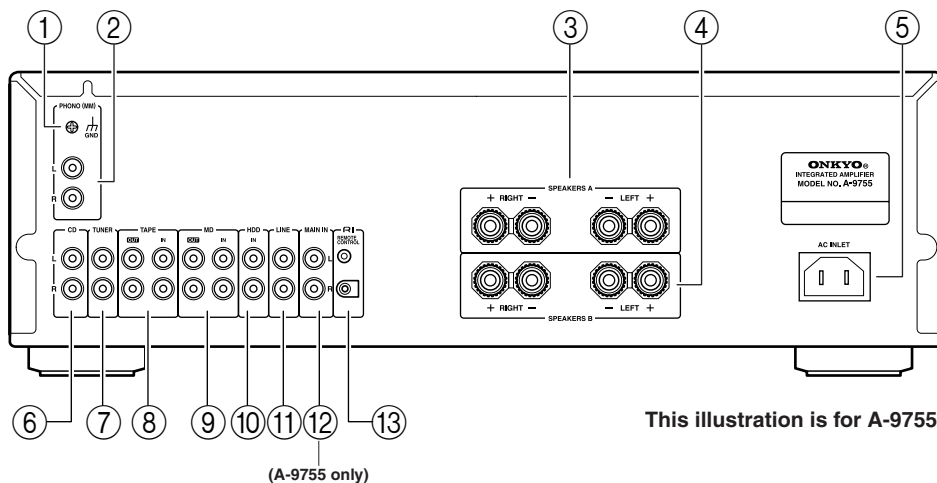 ① ② ③ ④ ⑤
PHONO (MM)
GND
L
R
ONKYO®
INTEGRATED AMPLIFIER
MODEL NO. A-9755
SPEAKERS A
+ RIGHT − − LEFT +
CD TUNER TAPE MD HDD LINE MAIN IN RI
REMOTE
CONTROL
OUT IN OUT IN IN
L L
R R
AC INLET
+ RIGHT − − LEFT +
SPEAKERS B
⑥ ⑦ ⑧ ⑨ ⑩ ⑪ ⑫ ⑬
This illustration is for A-9755
(A-9755 only)